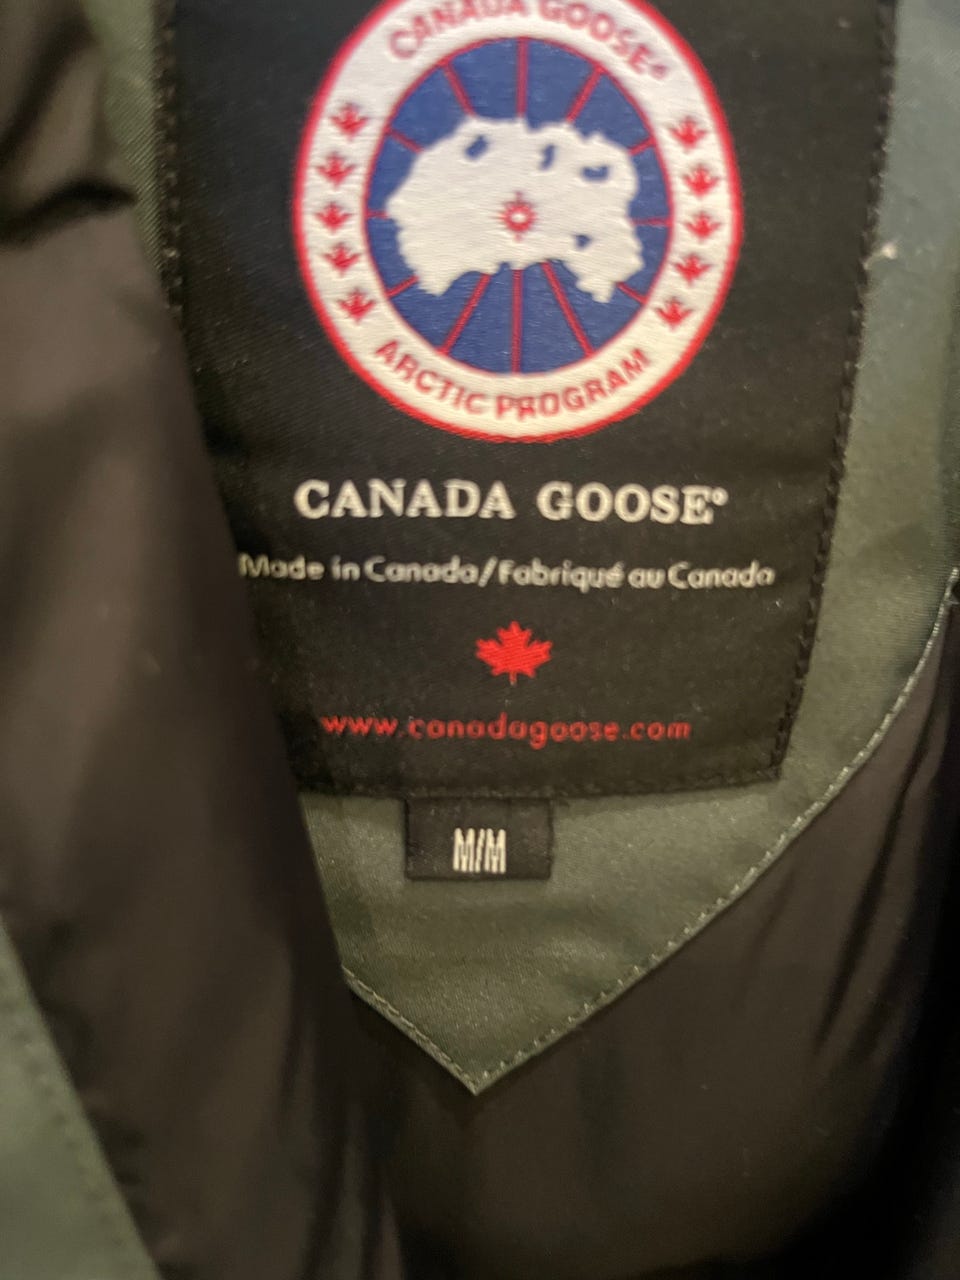 CANADA GOOSE®
ARCTIC PROGRAM
CANADA GOOSE®
Made in Canada/Fabriqué au Canada
www.canadagoose.com
M/M